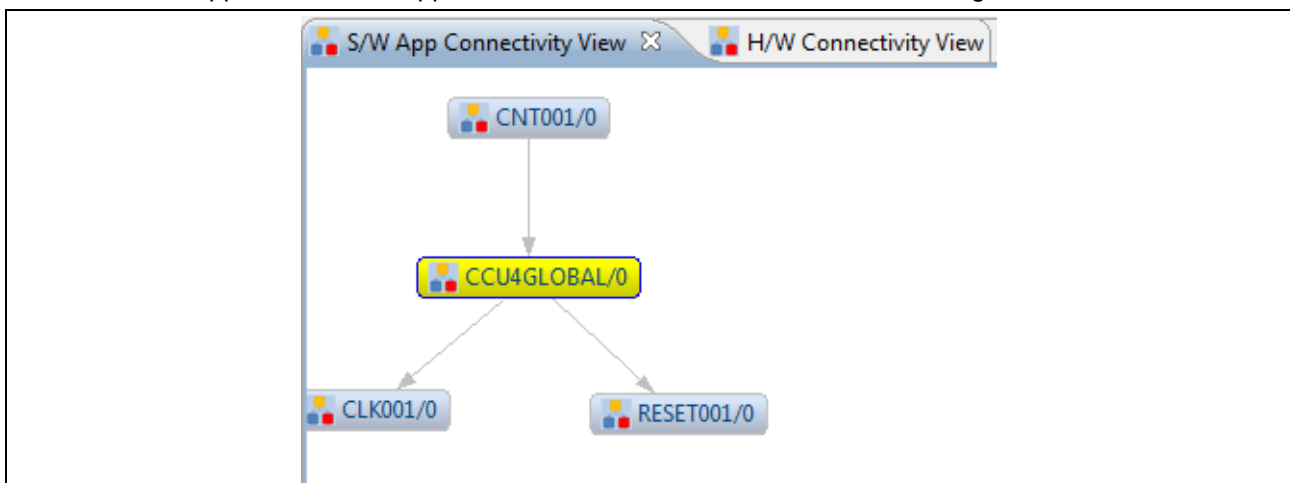 S/W App Connectivity View
H/W Connectivity View
CNT001/0
CCU4GLOBAL/0
CLK001/0
RESET001/0